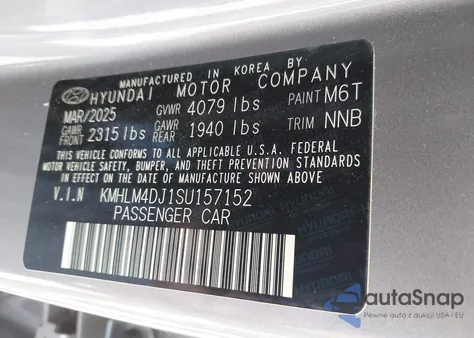 MANUFACTURED IN KOREA BY
HYUNDAI MOTOR COMPANY
MAR/2025 GVWR 4079 lbs PAINT M6T
GAWR FRONT 2315 lbs GAWR REAR 1940 lbs TRIM NNB
THIS VEHICLE CONFORMS TO ALL APPLICABLE U.S.A. FEDERAL
MOTOR VEHICLE SAFETY, BUMPER, AND THEFT PREVENTION STANDARDS
IN EFFECT ON THE DATE OF MANUFACTURE SHOWN ABOVE.
V.I.N KMHLM4DJ1SU157152
PASSENGER CAR
HYUNDAI
autaSnap
Pewne auta z aukcji USA i EU